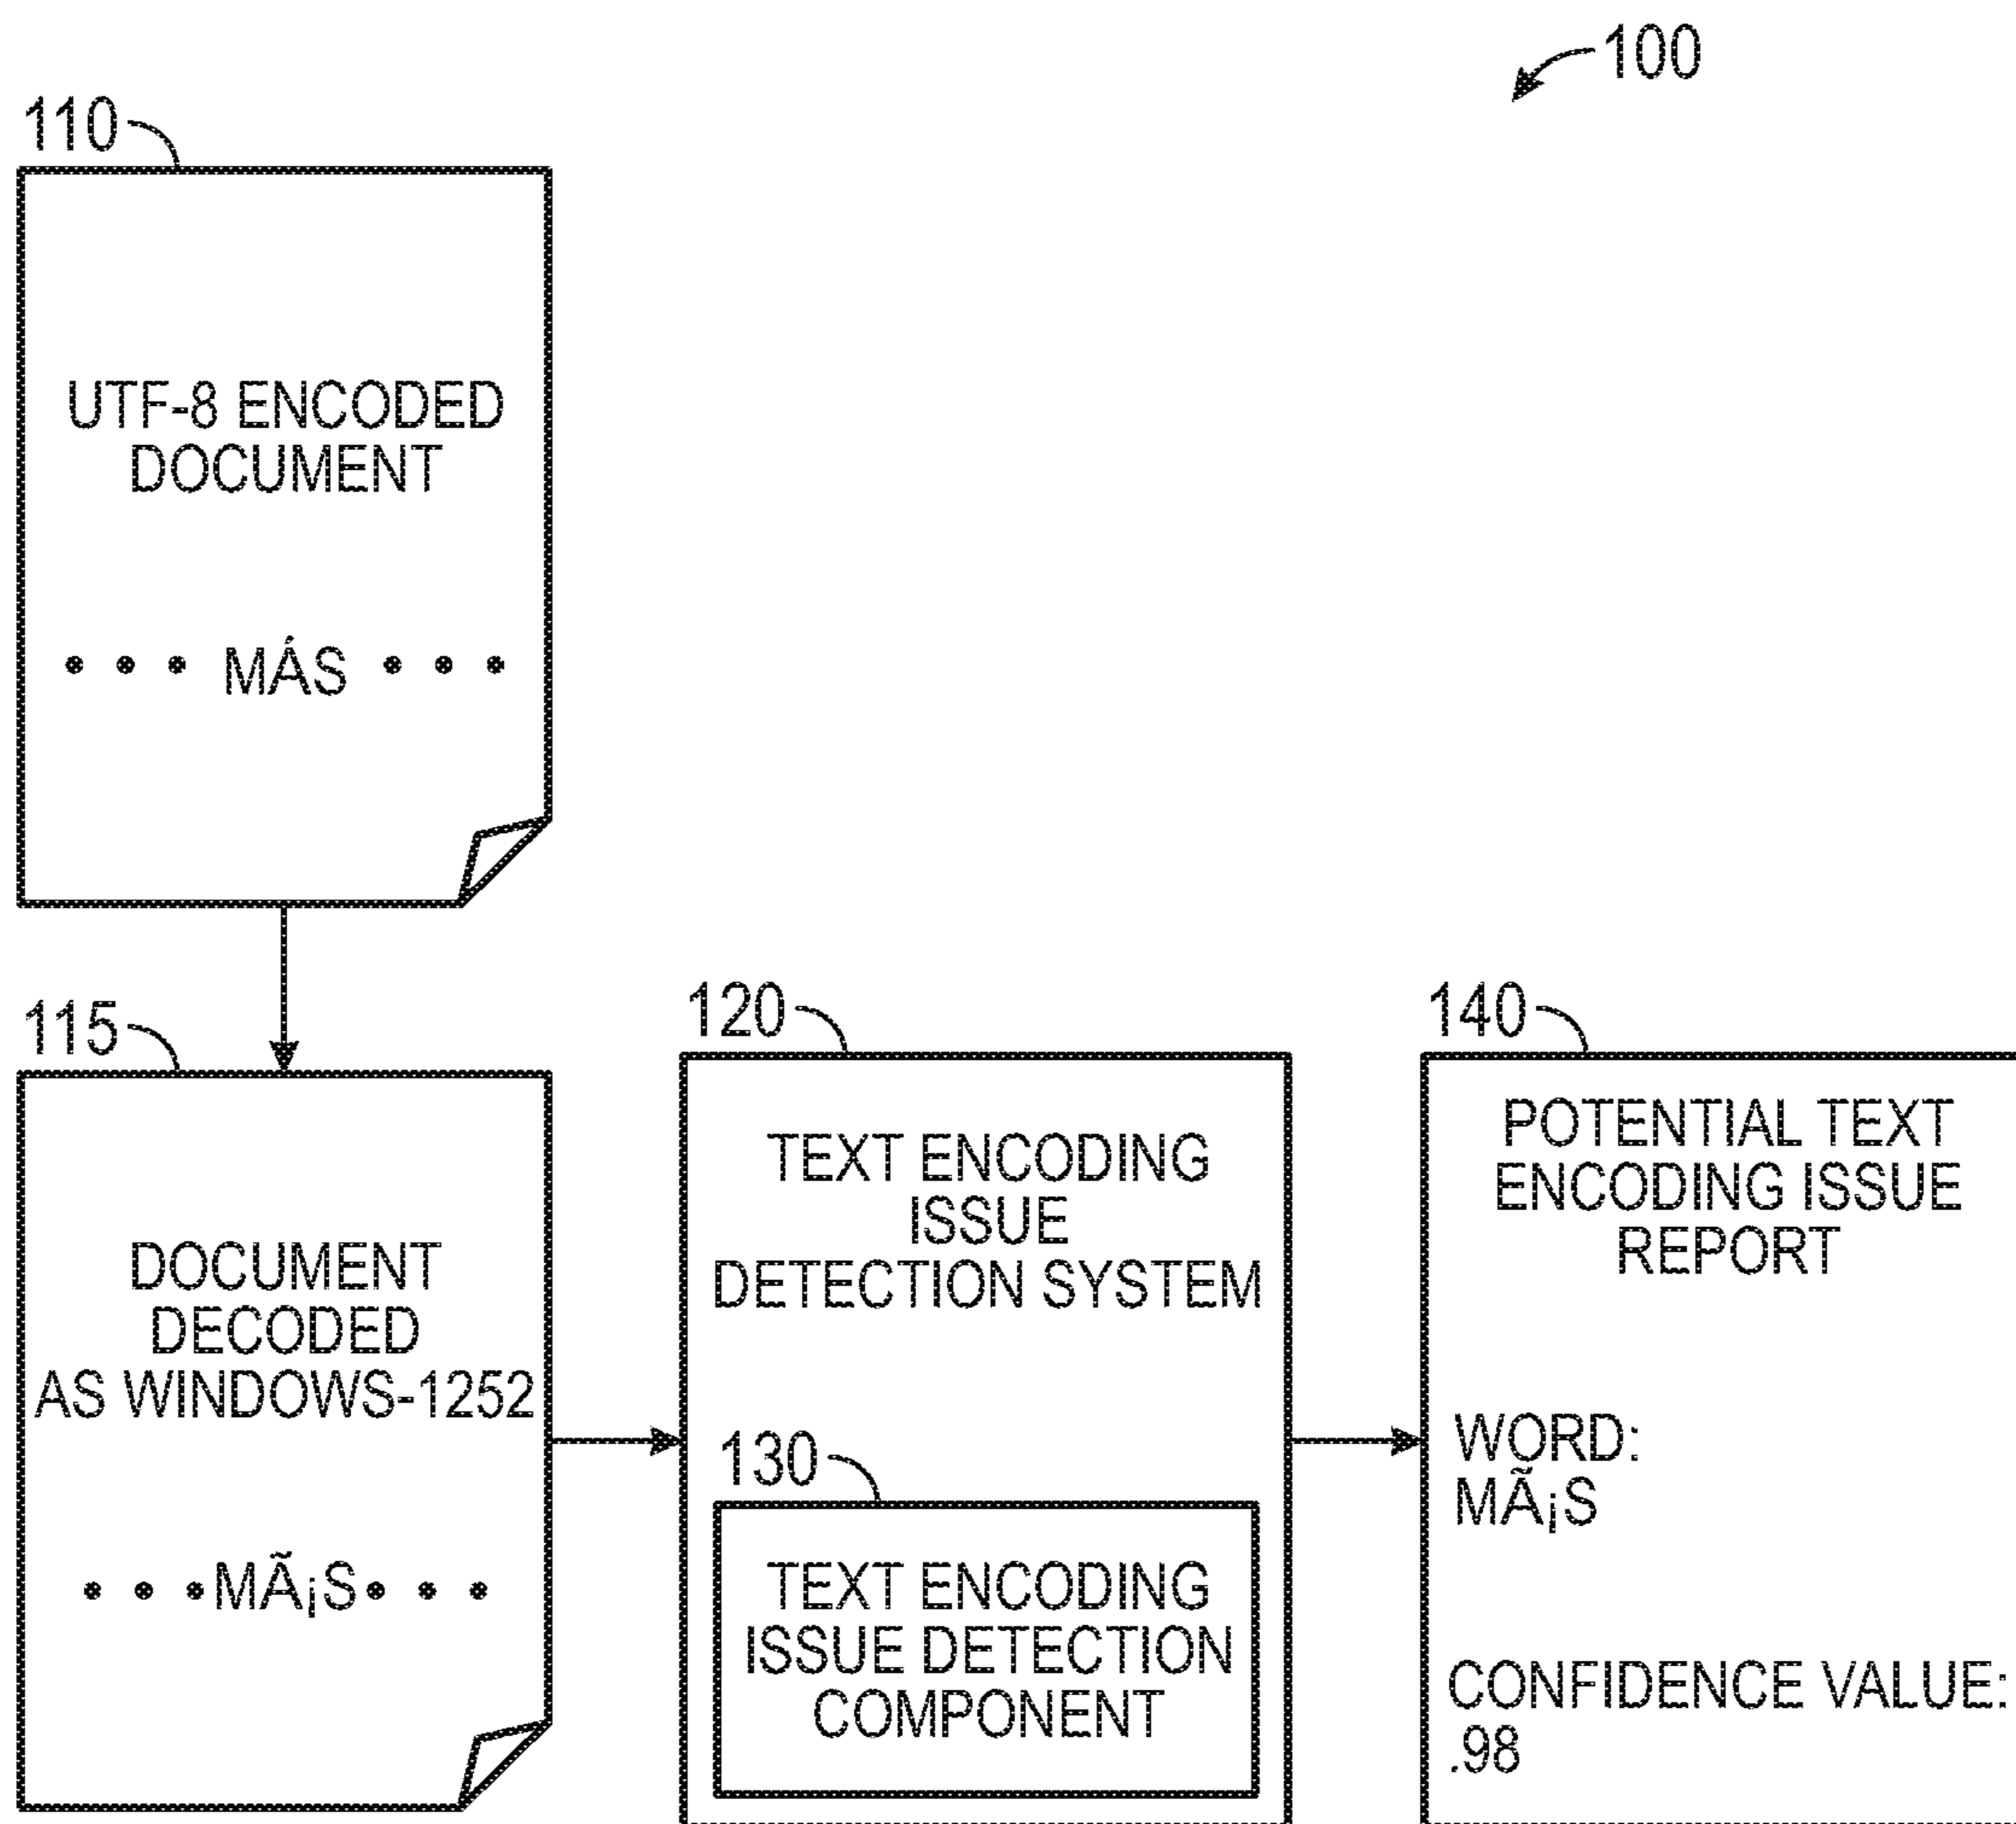 100
110
UTF-8 ENCODED
DOCUMENT
• • • MÁS • • •
115
DOCUMENT
DECODED
AS WINDOWS-1252
• • •MÃ¡S• • •
120
TEXT ENCODING
ISSUE
DETECTION SYSTEM
130
TEXT ENCODING
ISSUE DETECTION
COMPONENT
140
POTENTIAL TEXT
ENCODING ISSUE
REPORT
WORD:
MÃ¡S
CONFIDENCE VALUE:
.98